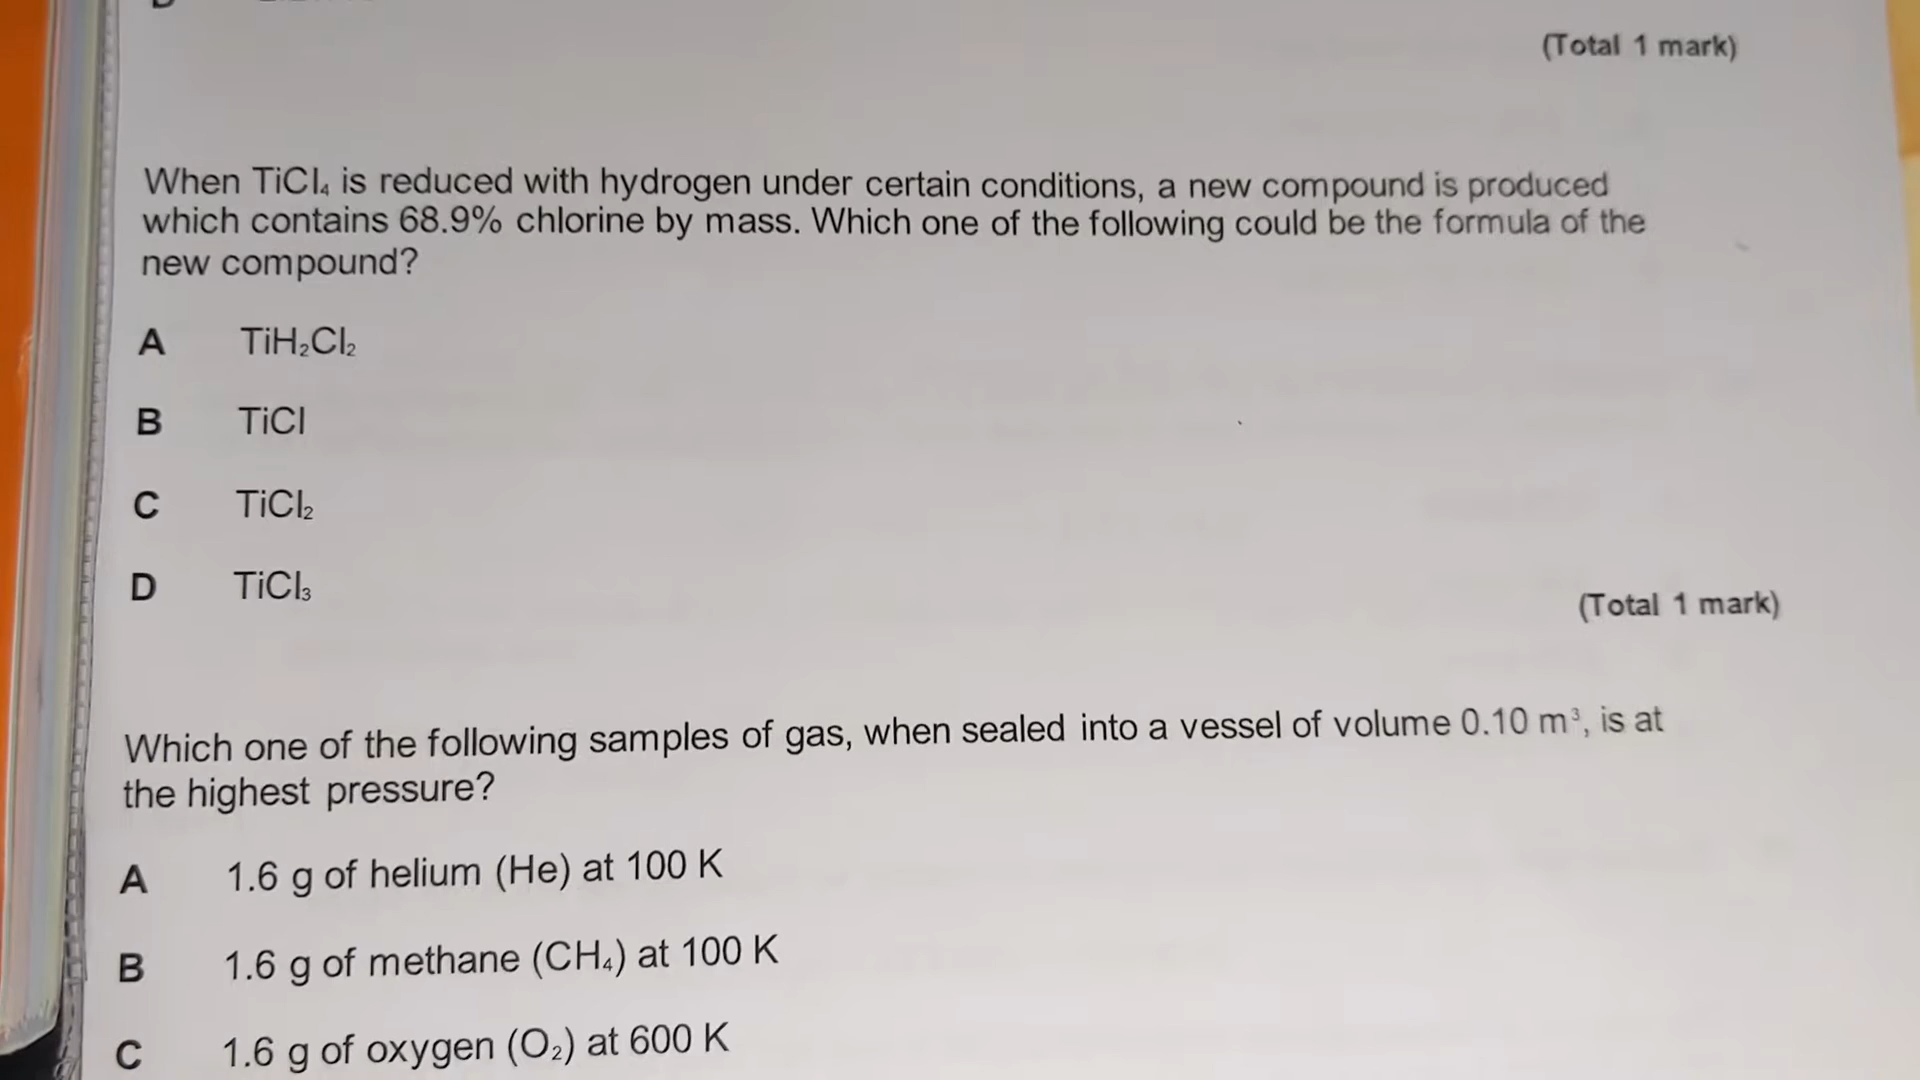 (Total 1 mark)
When TiCl₄ is reduced with hydrogen under certain conditions, a new compound is produced
which contains 68.9% chlorine by mass. Which one of the following could be the formula of the
new compound?
A TiH₂Cl₂
B TiCl
C TiCl₂
D TiCl₃
(Total 1 mark)
Which one of the following samples of gas, when sealed into a vessel of volume 0.10 m³, is at
the highest pressure?
A 1.6 g of helium (He) at 100 K
B 1.6 g of methane (CH₄) at 100 K
C 1.6 g of oxygen (O₂) at 600 K